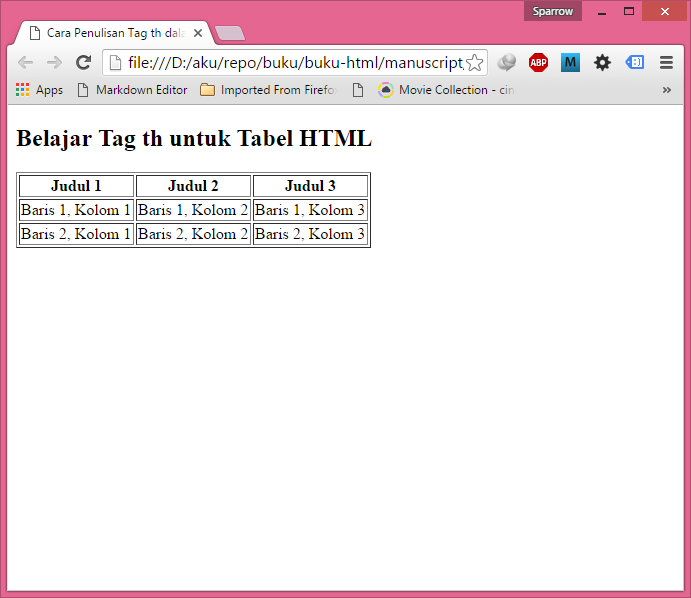 Sparrow
Cara Penulisan Tag th dala
file:///D:/aku/repo/buku/buku-html/manuscript
ABP
M
Apps Markdown Editor Imported From Firefo Movie Collection - cin
»
Belajar Tag th untuk Tabel HTML
Judul 1 Judul 2 Judul 3
Baris 1, Kolom 1 Baris 1, Kolom 2 Baris 1, Kolom 3
Baris 2, Kolom 1 Baris 2, Kolom 2 Baris 2, Kolom 3